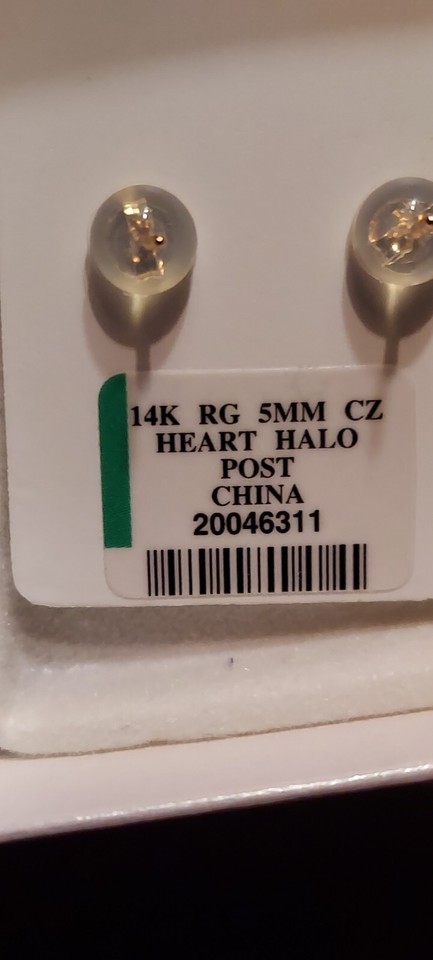 14K RG 5MM CZ
HEART HALO
POST
CHINA
20046311